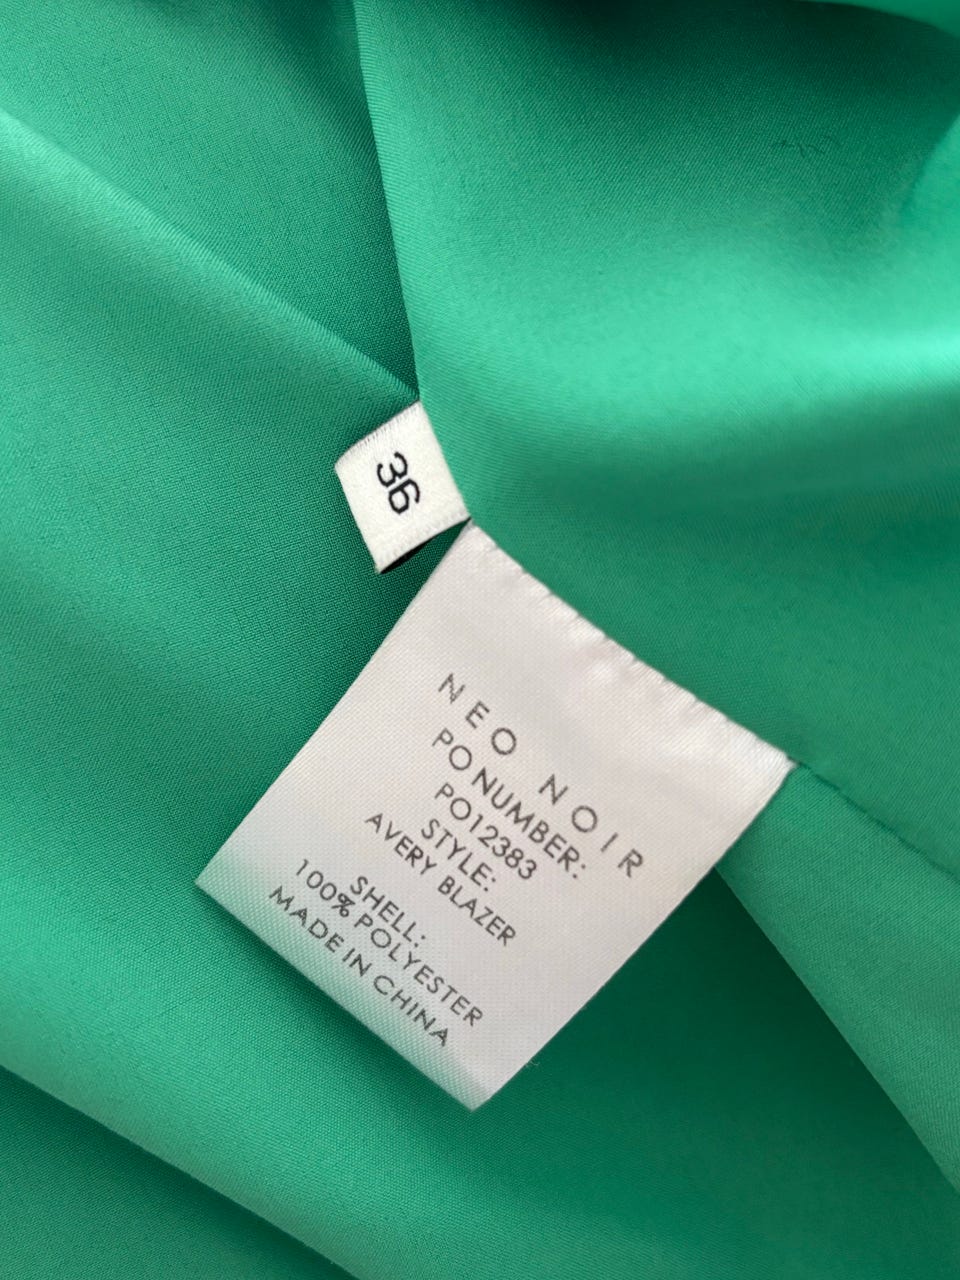 36
NEO NOIR
PO NUMBER:
PO12383
STYLE:
AVERY BLAZER
SHELL:
100% POLYESTER
MADE IN CHINA